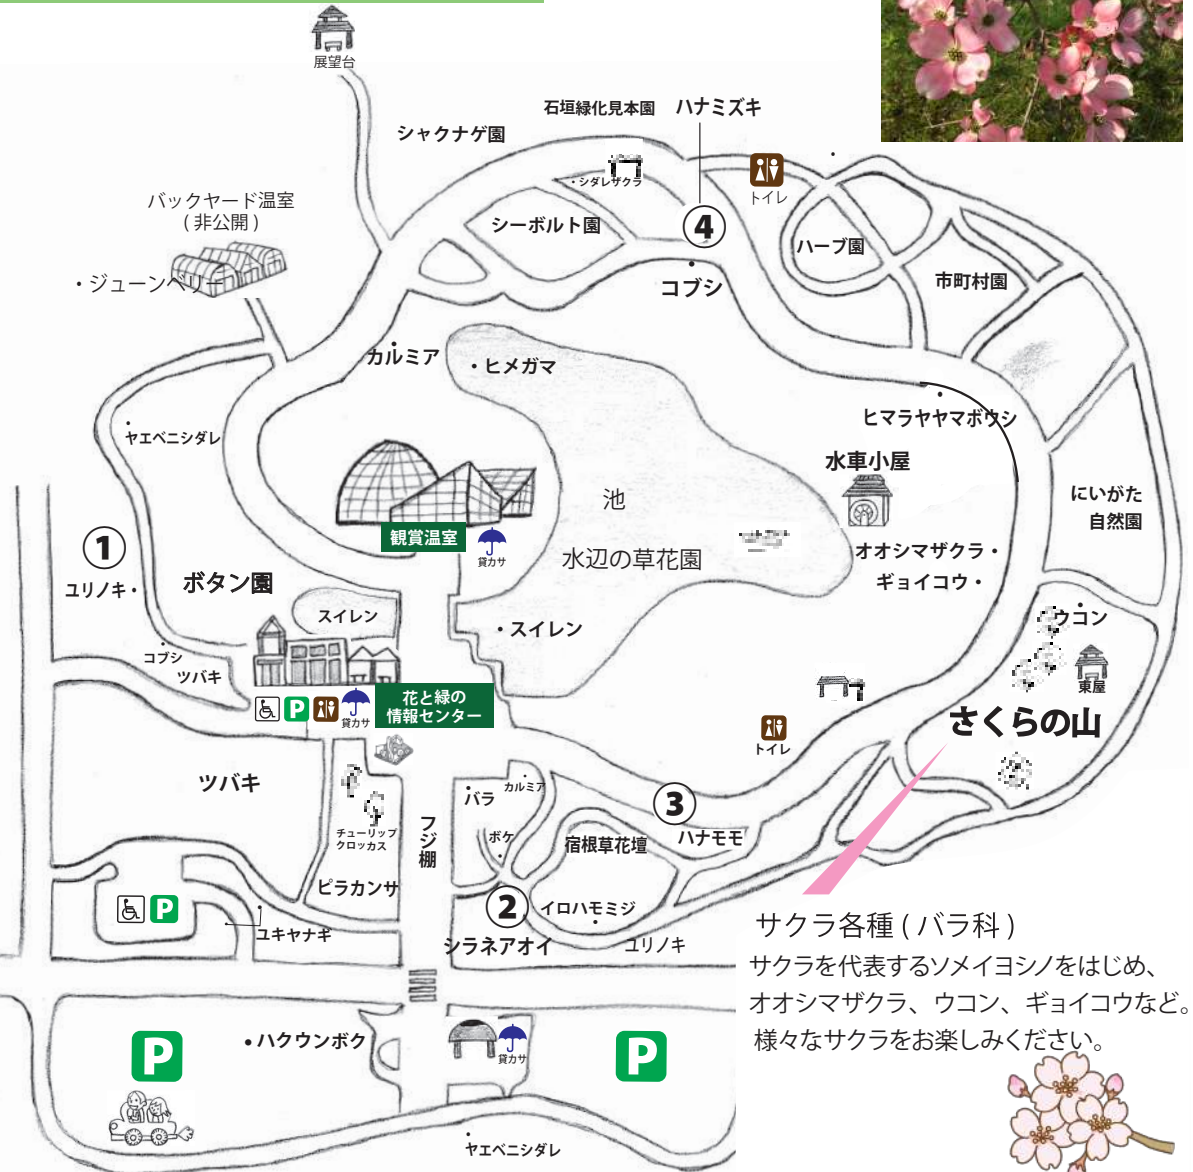 展望台
石垣緑化見本園
ハナミズキ
シャクナゲ園
・シダレザクラ
トイレ
バックヤード温室
( 非公開 )
シーボルト園
④
ハーブ園
市町村園
・ジューンベリー
コブシ
カルミア
・ヒメガマ
ヤエベニシダレ
ヒマラヤヤマボウシ
水車小屋
池
にいがた
自然園
観賞温室
貸カサ
水辺の草花園
①
オオシマザクラ・
ギョイコウ・
ユリノキ・
ボタン園
スイレン
・スイレン
ウコン
コブシ
ツバキ
東屋
P
貸カサ
花と緑の
情報センター
さくらの山
トイレ
ツバキ
バラ
カルミア
③
ハナモモ
チューリップ
クロッカス
フジ棚
ボケ
宿根草花壇
ピラカンサ
P
②
イロハモミジ
ユキヤナギ
シラネアオイ
ユリノキ
サクラ各種 ( バラ科 )
サクラを代表するソメイヨシノをはじめ、
オオシマザクラ、ウコン、ギョイコウなど。
様々なサクラをお楽しみください。
P
・ハクウンボク
貸カサ
P
ヤエベニシダレ